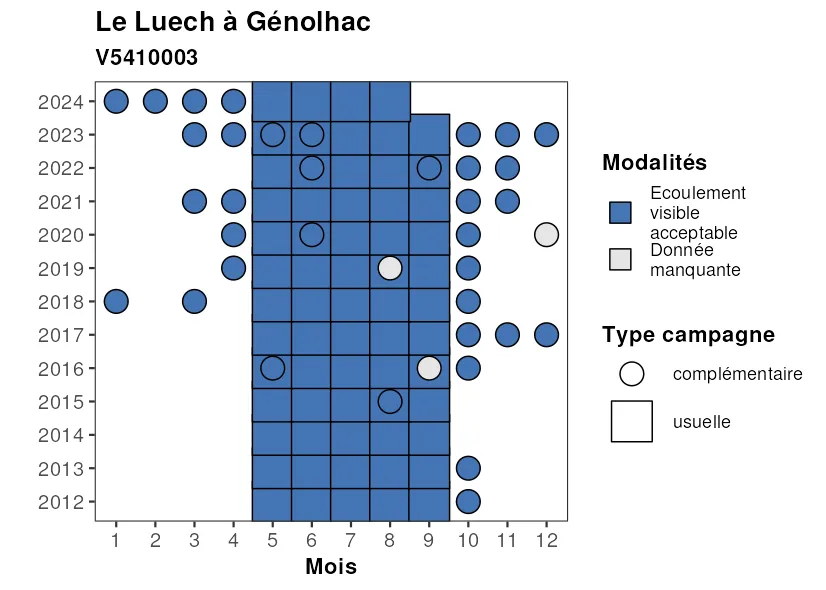 Le Luech à Génolhac
V5410003
2024
2023
2022
2021
2020
2019
2018
2017
2016
2015
2014
2013
2012
1 2 3 4 5 6 7 8 9 10 11 12
Mois
Modalités
Ecoulement
visible
acceptable
Donnée
manquante
Type campagne
complémentaire
usuelle